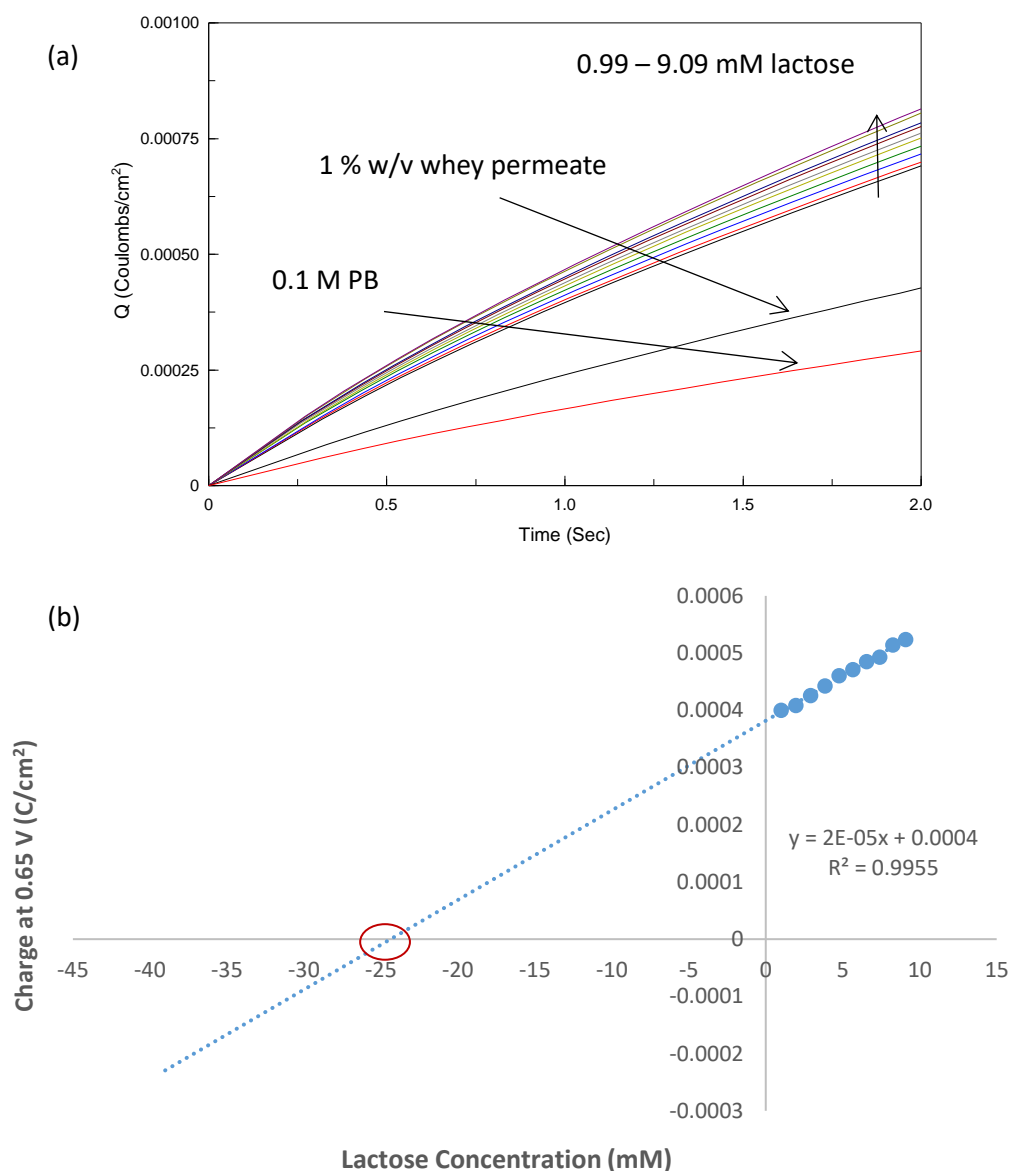 (a)
0.00100
0.00075
0.00050
0.00025
0
Q (Coulombs/cm²)
0.99 – 9.09 mM lactose
1 % w/v whey permeate
0.1 M PB
0 0.5 1.0 1.5 2.0
Time (Sec)
(b)
0.0006
0.0005
0.0004
0.0003
0.0002
0.0001
0
-0.0001
-0.0002
-0.0003
Charge at 0.65 V (C/cm²)
y = 2E-05x + 0.0004
R² = 0.9955
-45 -40 -35 -30 -25 -20 -15 -10 -5 0 5 10 15
Lactose Concentration (mM)